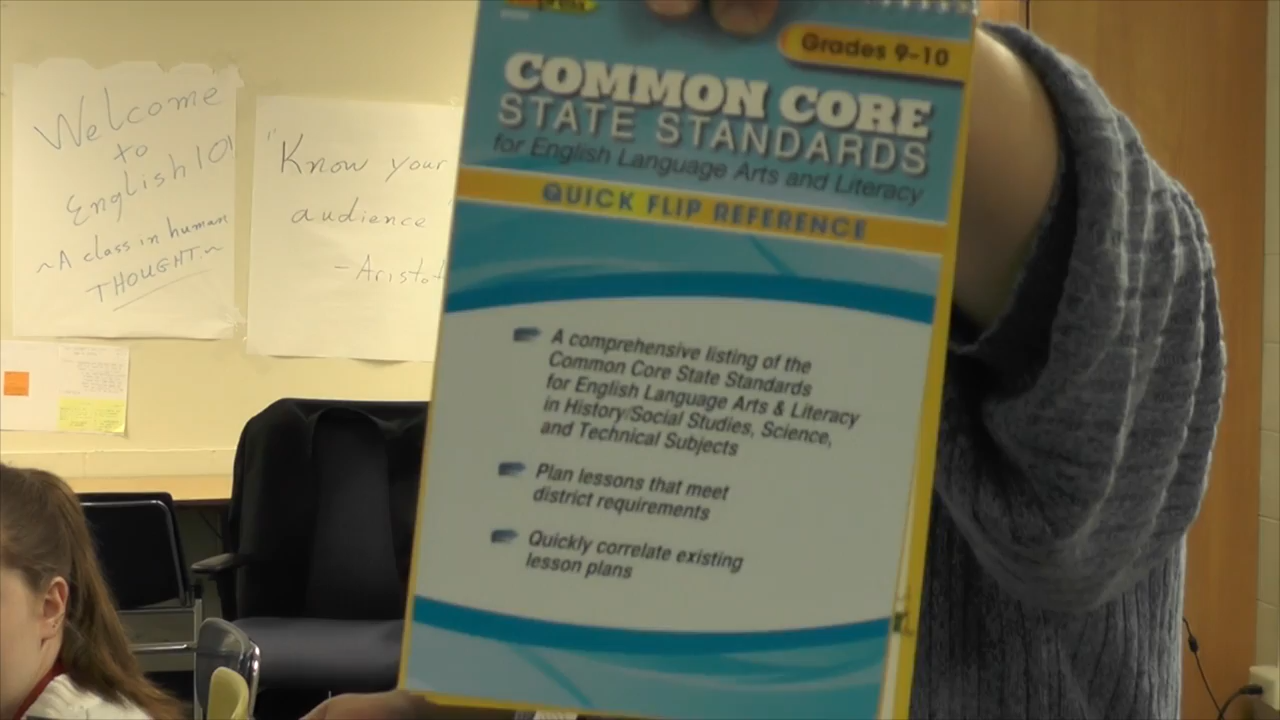 Welcome
to
English 101
~A class in human
THOUGHT.~
"Know your
audience"
-Aristot
Grades 9-10
COMMON CORE
STATE STANDARDS
for English Language Arts and Literacy
QUICK FLIP REFERENCE
A comprehensive listing of the
Common Core State Standards
for English Language Arts & Literacy
in History/Social Studies, Science,
and Technical Subjects
Plan lessons that meet
district requirements
Quickly correlate existing
lesson plans